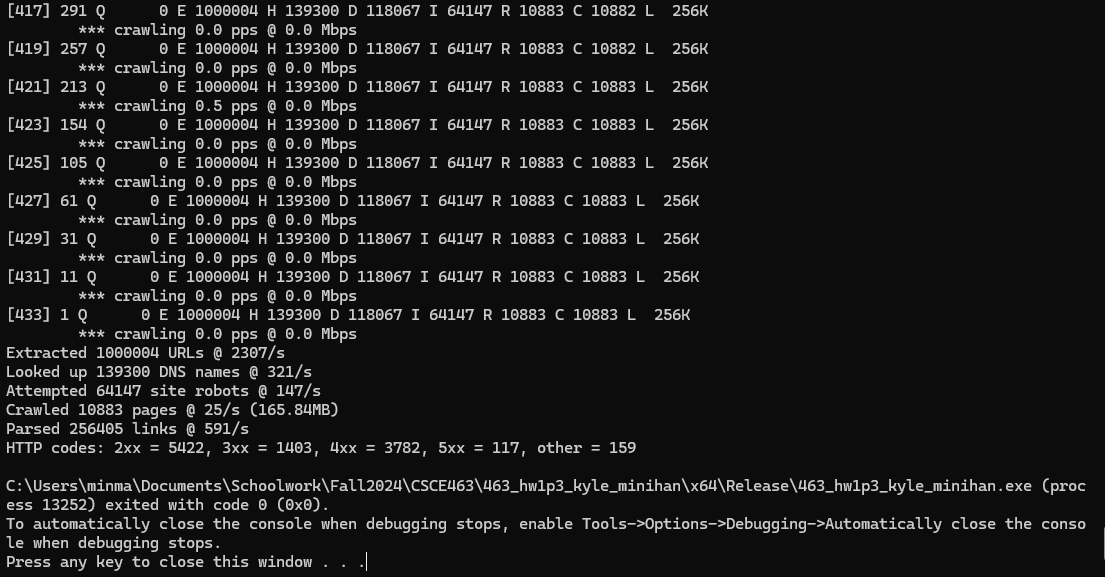 [417] 291 Q      0 E 1000004 H 139300 D 118067 I 64147 R 10883 C 10882 L  256K
        *** crawling 0.0 pps @ 0.0 Mbps
[419] 257 Q      0 E 1000004 H 139300 D 118067 I 64147 R 10883 C 10882 L  256K
        *** crawling 0.0 pps @ 0.0 Mbps
[421] 213 Q      0 E 1000004 H 139300 D 118067 I 64147 R 10883 C 10882 L  256K
        *** crawling 0.5 pps @ 0.0 Mbps
[423] 154 Q      0 E 1000004 H 139300 D 118067 I 64147 R 10883 C 10883 L  256K
        *** crawling 0.0 pps @ 0.0 Mbps
[425] 105 Q      0 E 1000004 H 139300 D 118067 I 64147 R 10883 C 10883 L  256K
        *** crawling 0.0 pps @ 0.0 Mbps
[427] 61 Q      0 E 1000004 H 139300 D 118067 I 64147 R 10883 C 10883 L  256K
        *** crawling 0.0 pps @ 0.0 Mbps
[429] 31 Q      0 E 1000004 H 139300 D 118067 I 64147 R 10883 C 10883 L  256K
        *** crawling 0.0 pps @ 0.0 Mbps
[431] 11 Q      0 E 1000004 H 139300 D 118067 I 64147 R 10883 C 10883 L  256K
        *** crawling 0.0 pps @ 0.0 Mbps
[433] 1 Q      0 E 1000004 H 139300 D 118067 I 64147 R 10883 C 10883 L  256K
        *** crawling 0.0 pps @ 0.0 Mbps
Extracted 1000004 URLs @ 2307/s
Looked up 139300 DNS names @ 321/s
Attempted 64147 site robots @ 147/s
Crawled 10883 pages @ 25/s (165.84MB)
Parsed 256405 links @ 591/s
HTTP codes: 2xx = 5422, 3xx = 1403, 4xx = 3782, 5xx = 117, other = 159

C:\Users\minma\Documents\Schoolwork\Fall2024\CSCE463\463_hw1p3_kyle_minihan\x64\Release\463_hw1p3_kyle_minihan.exe (proc
ess 13252) exited with code 0 (0x0).
To automatically close the console when debugging stops, enable Tools->Options->Debugging->Automatically close the conso
le when debugging stops.
Press any key to close this window . . .